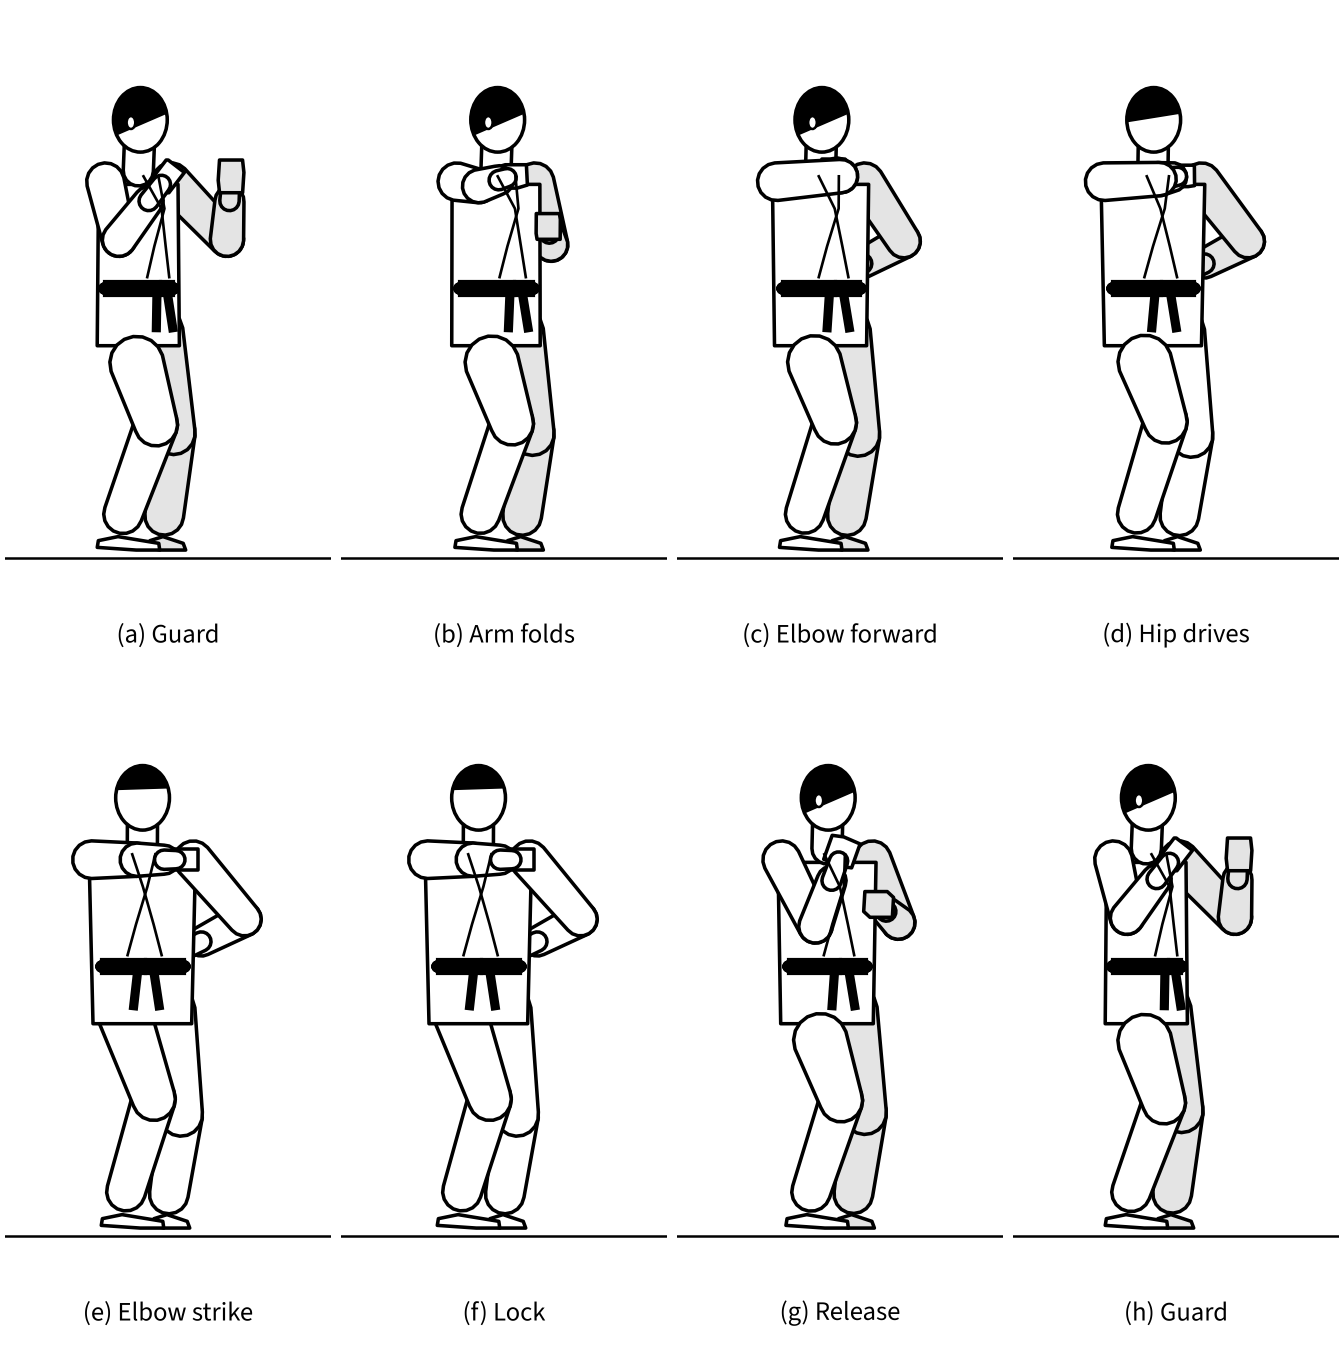 (a) Guard
(b) Arm folds
(c) Elbow forward
(d) Hip drives
(e) Elbow strike
(f) Lock
(g) Release
(h) Guard